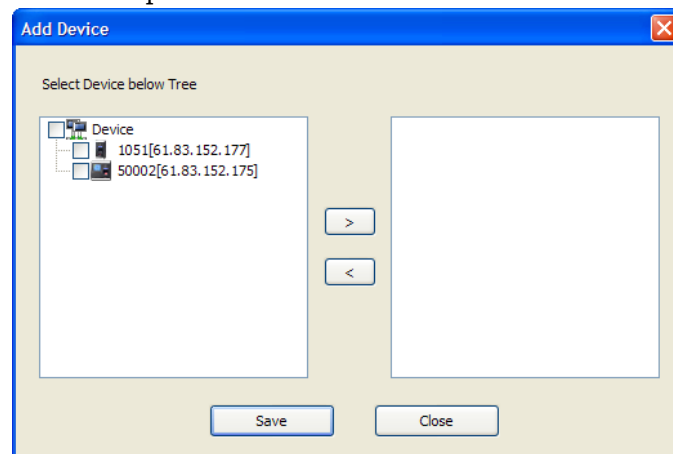 Add Device
Select Device below Tree
Device
1051[61.83.152.177]
50002[61.83.152.175]
>
<
Save
Close